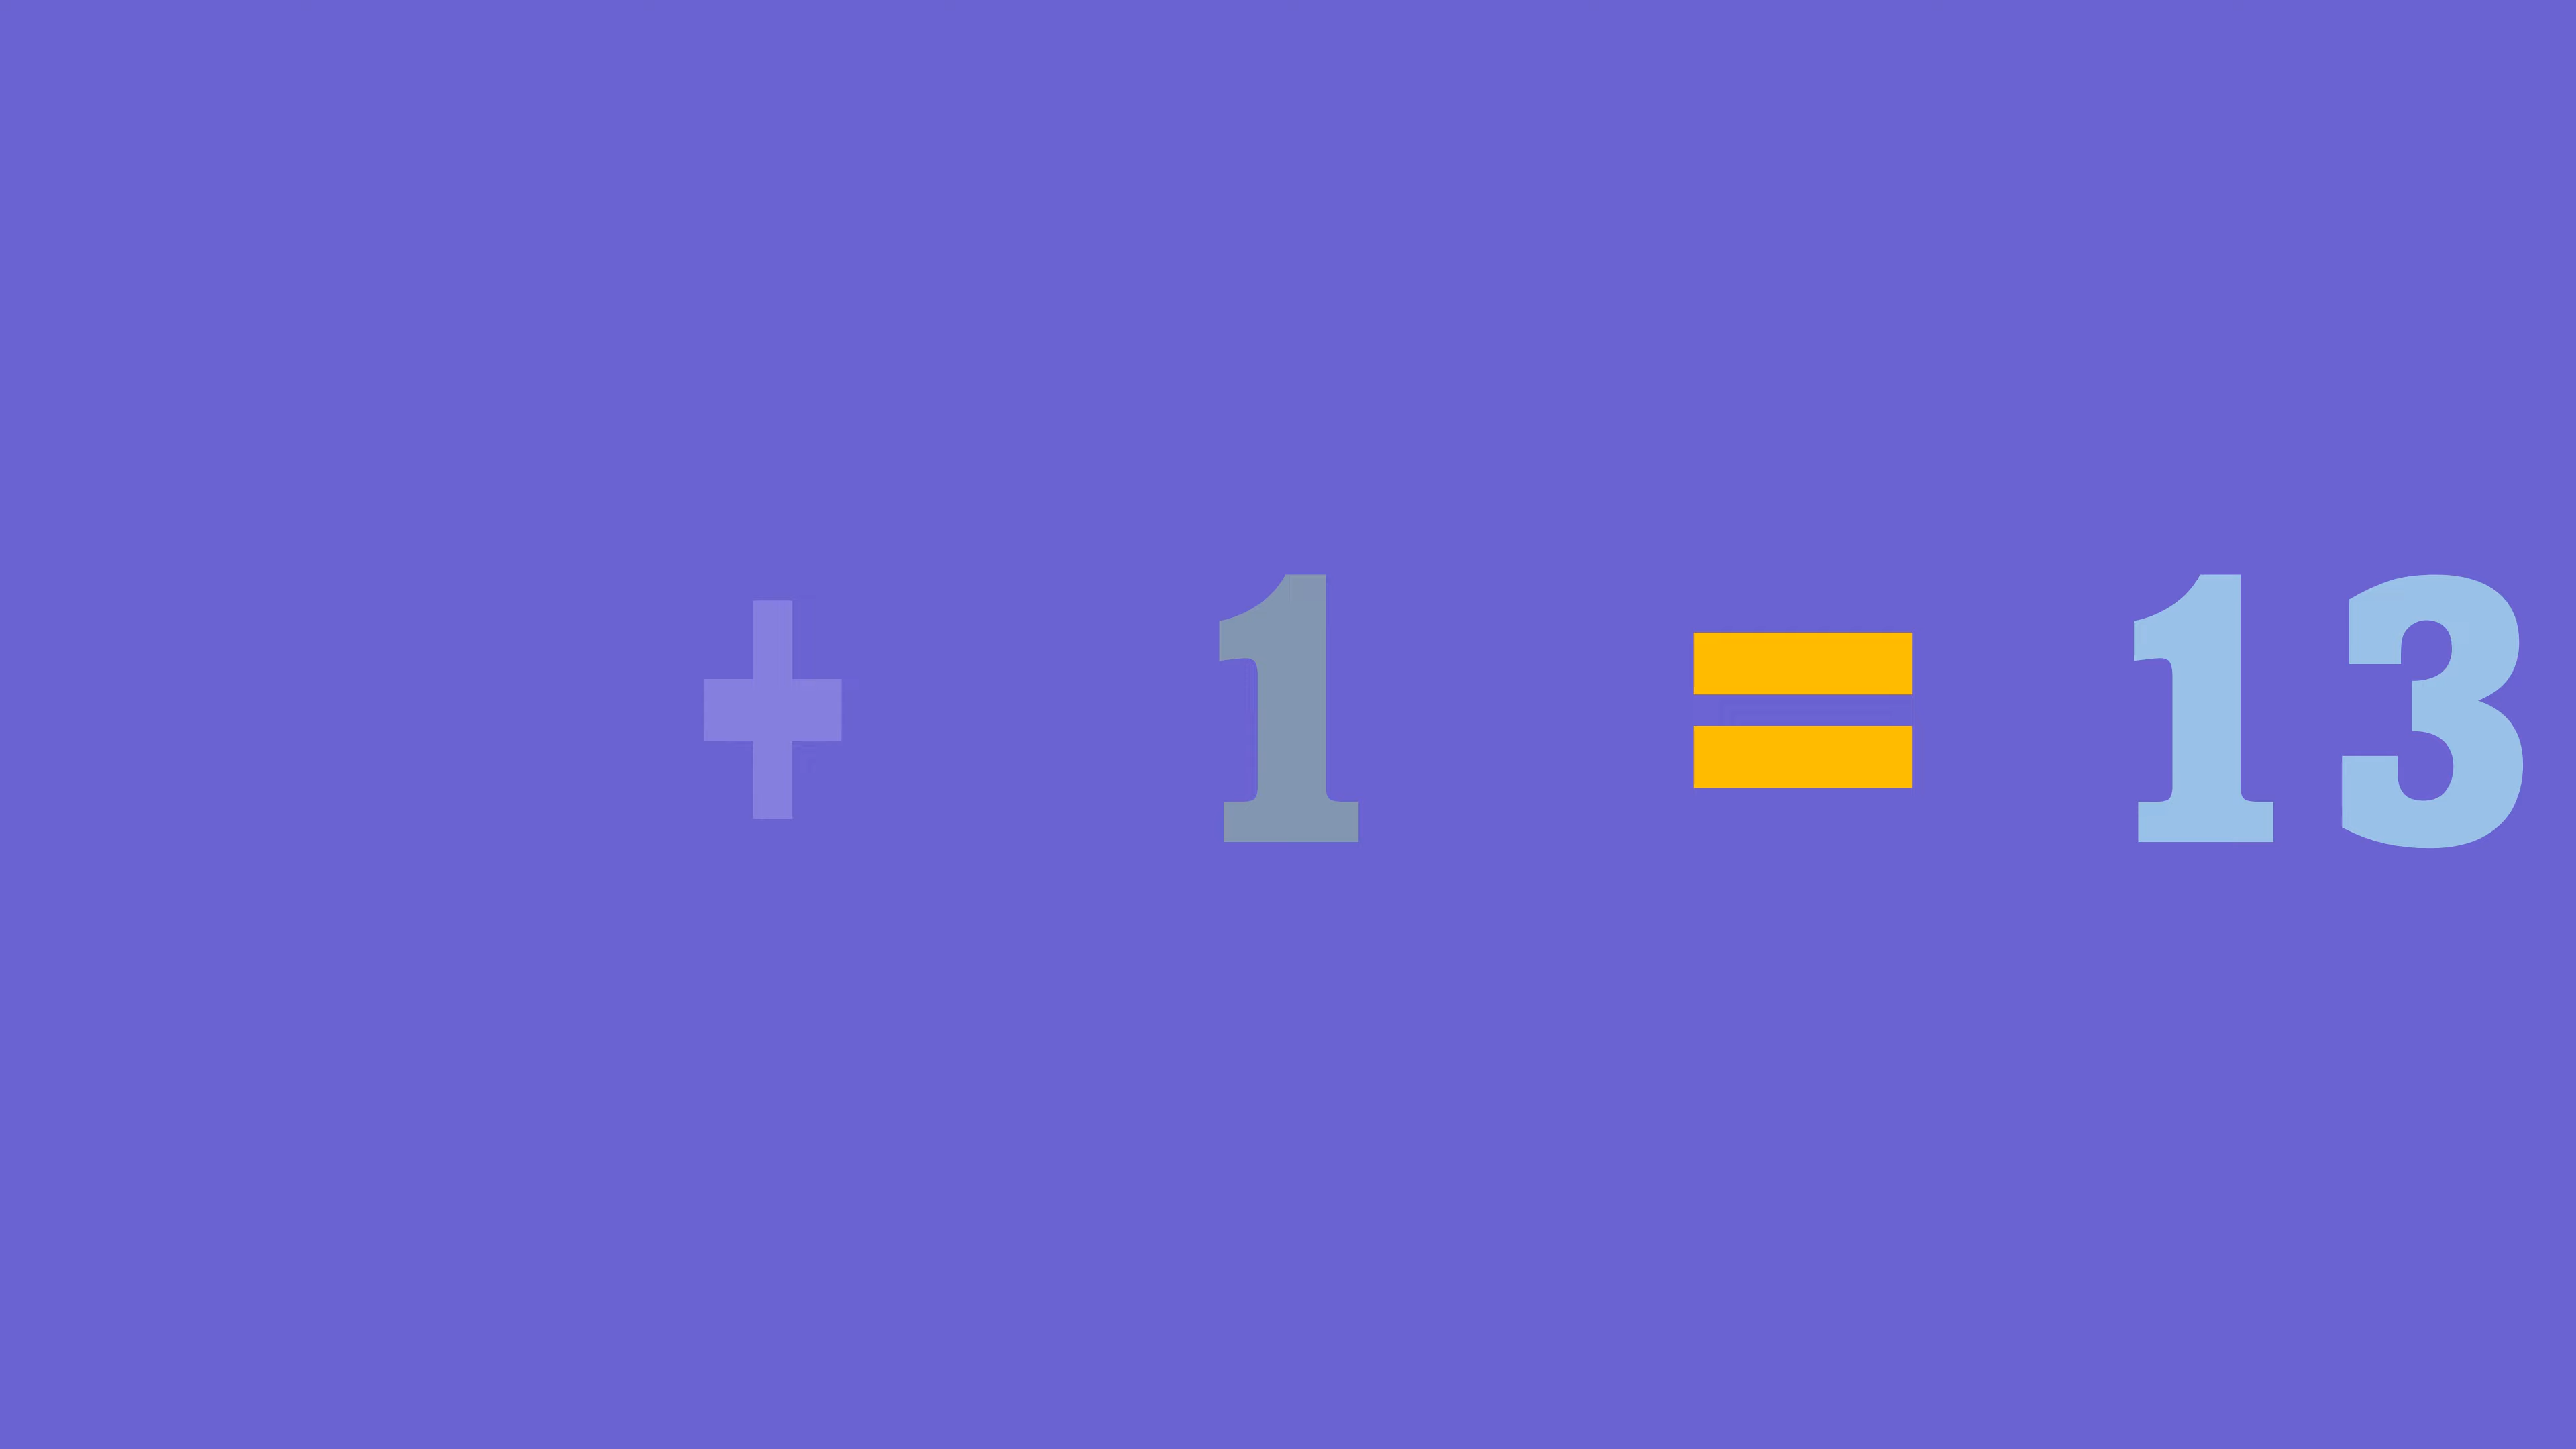 + 1 = 13